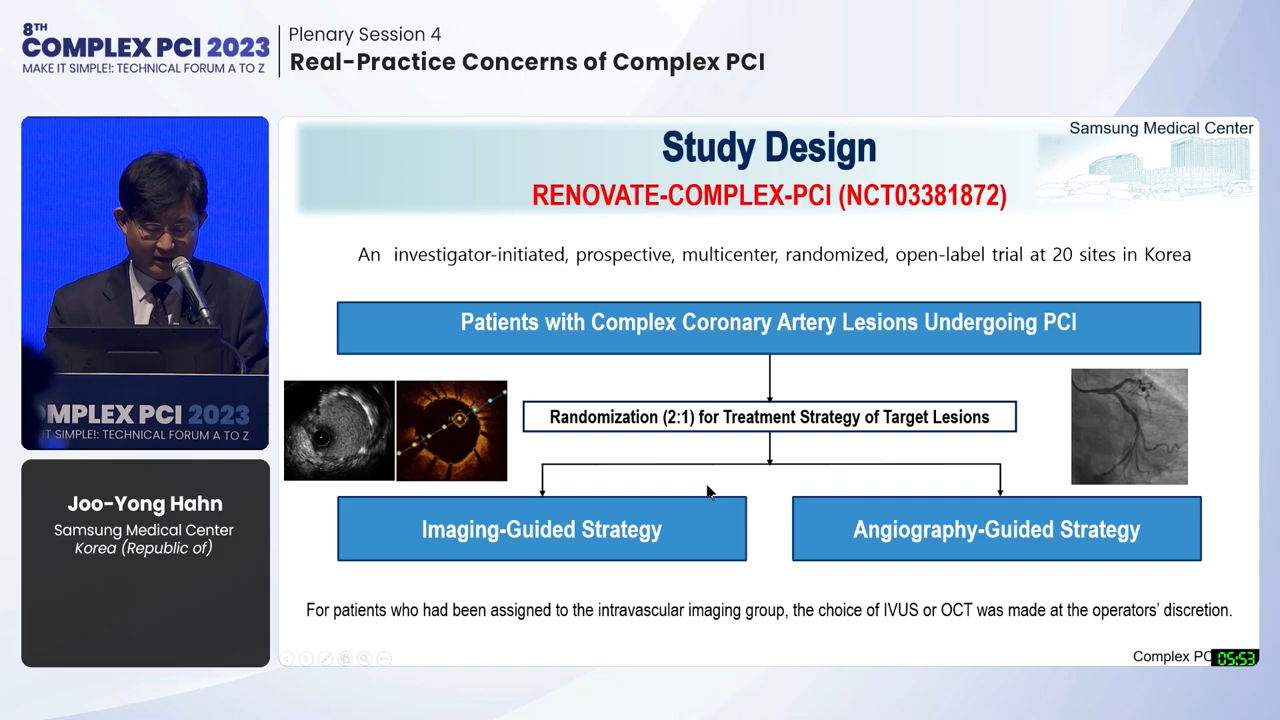 8TH
COMPLEX PCI 2023
MAKE IT SIMPLE!: TECHNICAL FORUM A TO Z
Plenary Session 4
Real-Practice Concerns of Complex PCI
Samsung Medical Center
Study Design
RENOVATE-COMPLEX-PCI (NCT03381872)
An investigator-initiated, prospective, multicenter, randomized, open-label trial at 20 sites in Korea
Patients with Complex Coronary Artery Lesions Undergoing PCI
Randomization (2:1) for Treatment Strategy of Target Lesions
Imaging-Guided Strategy
Angiography-Guided Strategy
For patients who had been assigned to the intravascular imaging group, the choice of IVUS or OCT was made at the operators' discretion.
Complex PC
05:53
OMPLEX PCI 2023
IT SIMPLE!: TECHNICAL FORUM A TO Z
Joo-Yong Hahn
Samsung Medical Center
Korea (Republic of)